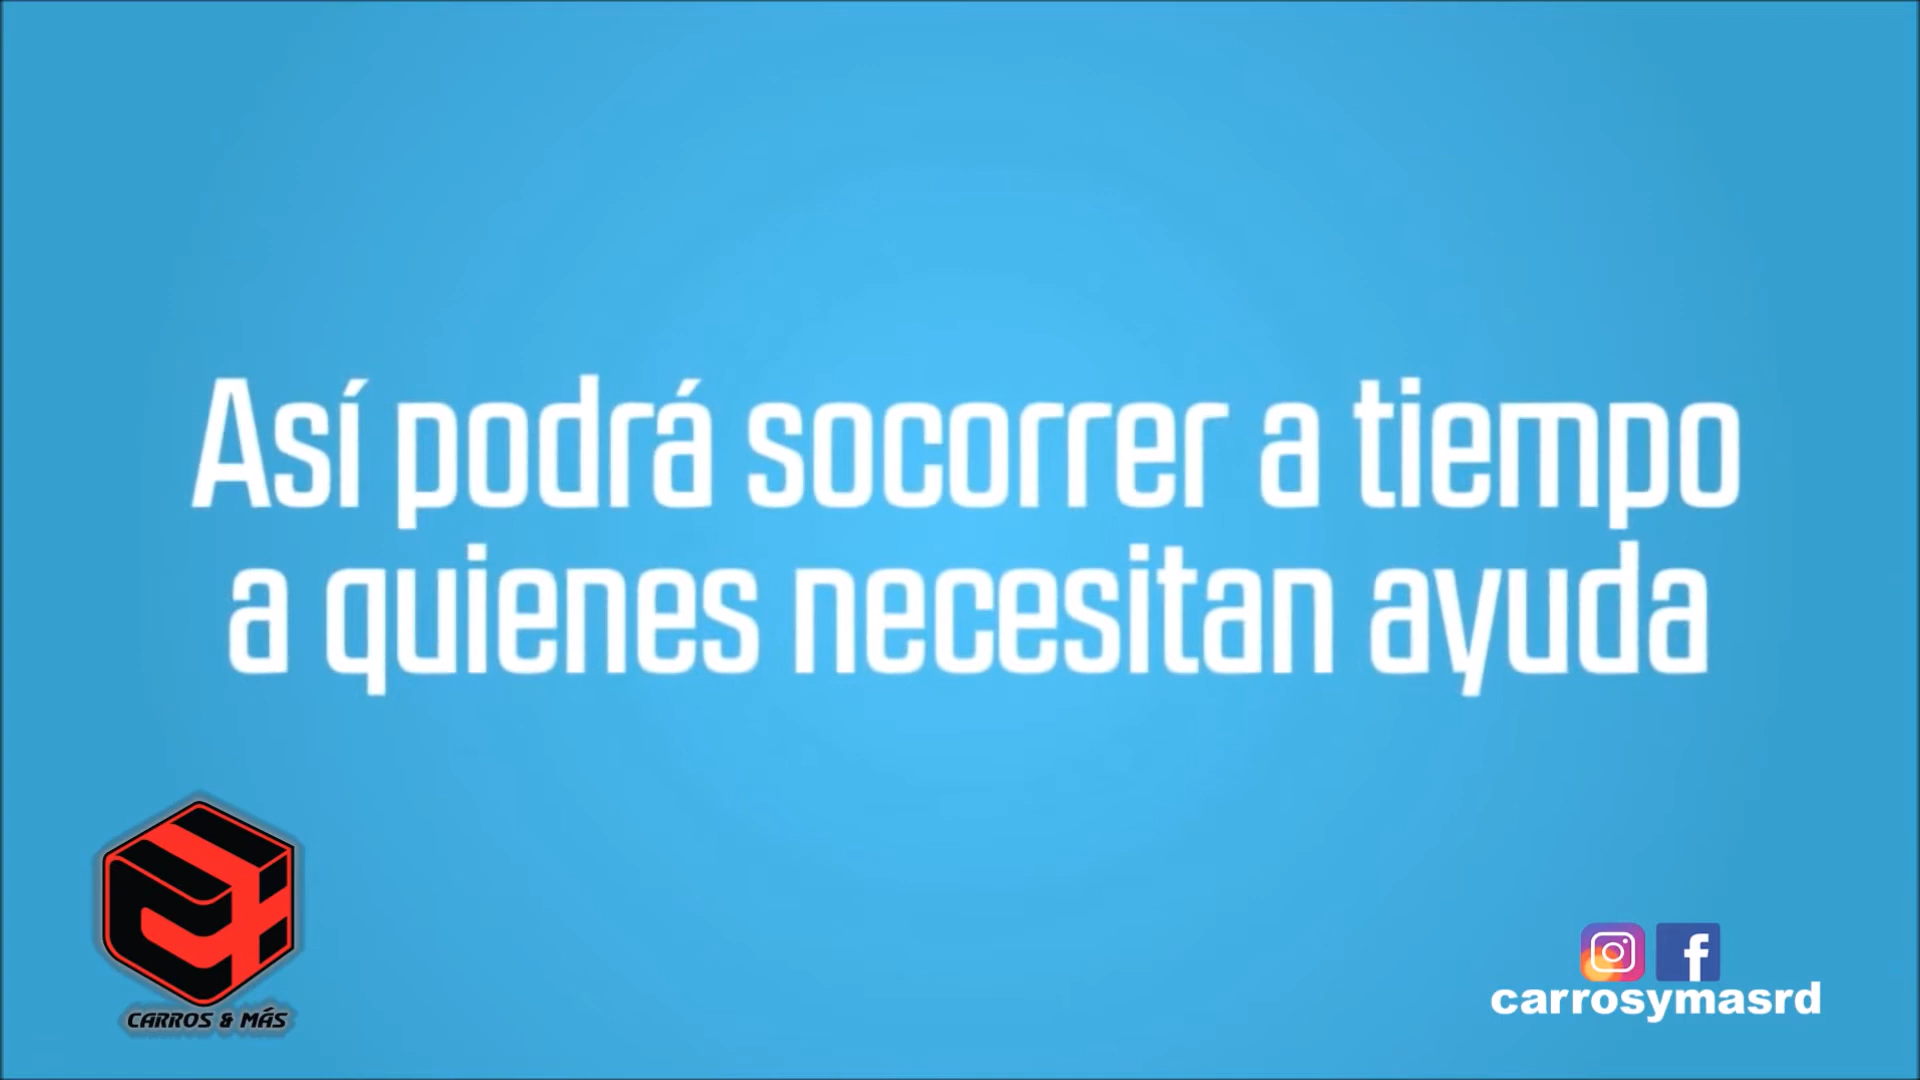 Así podrá socorrer a tiempo
a quienes necesitan ayuda
CARROS & MÁS
carrosymasrd